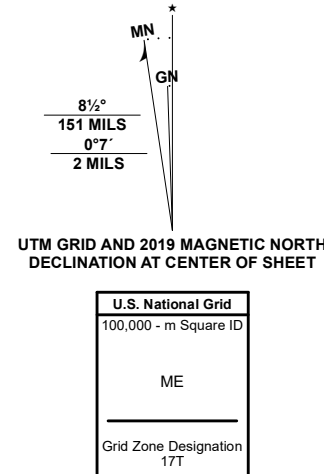 ★
MN
GN
8½°
151 MILS
0°7´
2 MILS
UTM GRID AND 2019 MAGNETIC NORTH
DECLINATION AT CENTER OF SHEET
U.S. National Grid
100,000 - m Square ID
ME
Grid Zone Designation
17T